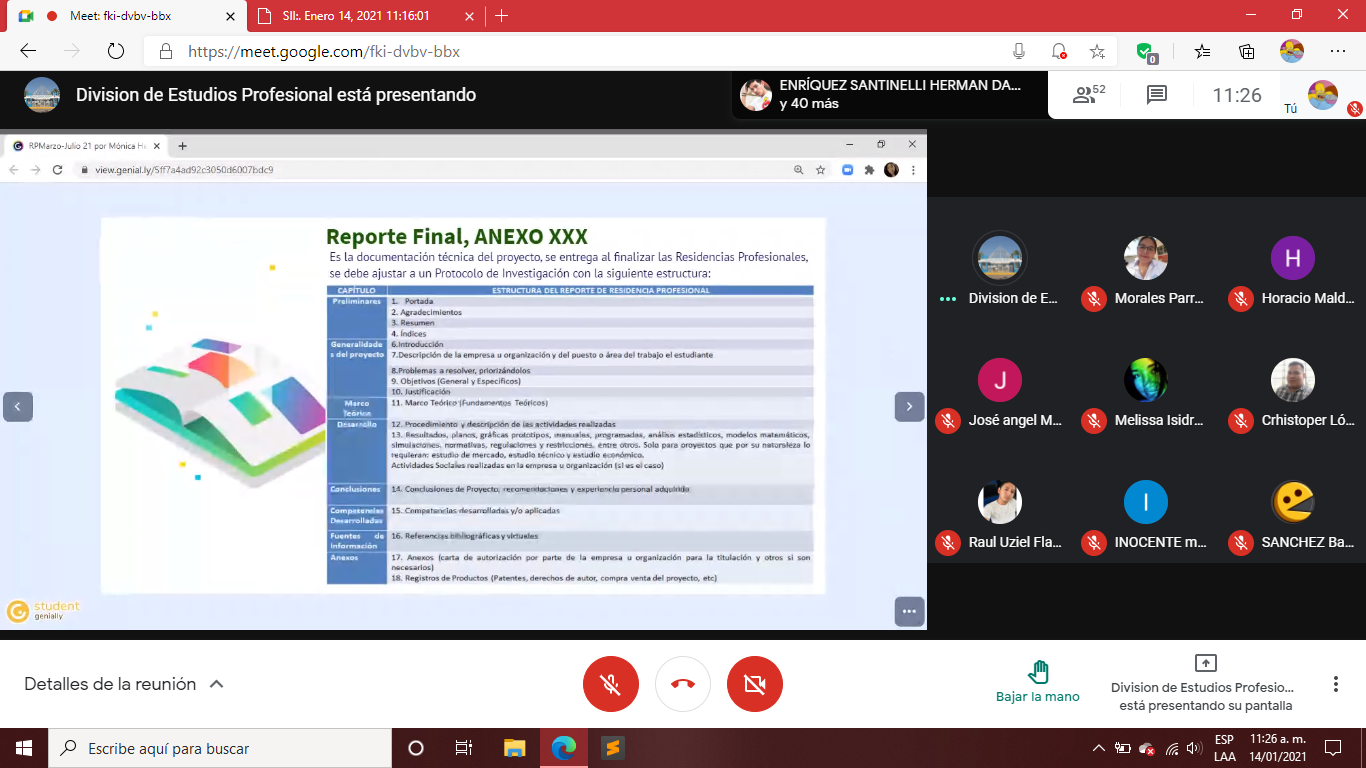 Meet: fki-dvbv-bbx
SII:. Enero 14, 2021 11:16:01
https://meet.google.com/fki-dvbv-bbx
0
Division de Estudios Profesional está presentando
ENRÍQUEZ SANTINELLI HERMAN DA...
y 40 más
52
11:26
Tú
RPMarzo-Julio 21 por Mónica He
view.genial.ly/5ff7a4ad92c3050d6007bdc9
Reporte Final, ANEXO XXX
Es la documentación técnica del proyecto, se entrega al finalizar las Residencias Profesionales,
se debe ajustar a un Protocolo de Investigación con la siguiente estructura:
CAPÍTULO ESTRUCTURA DEL REPORTE DE RESIDENCIA PROFESIONAL
Preliminares 1. Portada
2. Agradecimientos
3. Resumen
4. Índices
Generalidade 6.Introducción
s del proyecto 7.Descripción de la empresa u organización y del puesto o área del trabajo el estudiante
8.Problemas a resolver, priorizándolos
9. Objetivos (General y Específicos)
10. Justificación
Marco 11. Marco Teórico (Fundamentos Teóricos)
Teórico
Desarrollo 12. Procedimiento y descripción de las actividades realizadas
13. Resultados, planos, gráficas prototipos, manuales, programadas, análisis estadísticos, modelos matemáticos,
simulaciones, normativas, regulaciones y restricciones, entre otros. Solo para proyectos que por su naturaleza lo
requieran: estudio de mercado, estudio técnico y estudio económico.
Actividades Sociales realizadas en la empresa u organización (si es el caso)
Conclusiones 14. Conclusiones de Proyecto, recomendaciones y experiencia personal adquirida
Competencias 15. Competencias desarrolladas y/o aplicadas
Desarrolladas
Fuentes de 16. Referencias bibliográficas y virtuales
Información
Anexos 17. Anexos (carta de autorización por parte de la empresa u organización para la titulación y otros si son
necesarios)
18. Registros de Productos (Patentes, derechos de autor, compra venta del proyecto, etc)
student
genially
Division de E...
Morales Parr...
H
Horacio Mald...
J
José angel M...
Melissa Isidr...
Crhistoper Ló...
Raul Uziel Fla...
I
INOCENTE m...
SANCHEZ Ba...
Detalles de la reunión
Bajar la mano
Division de Estudios Profesio...
está presentando su pantalla
Escribe aquí para buscar
ESP
LAA
11:26 a. m.
14/01/2021